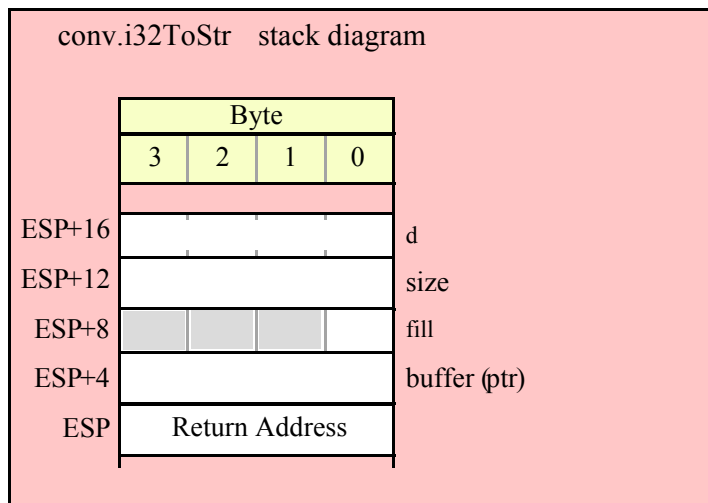 conv.i32ToStr stack diagram
Byte
3 2 1 0
ESP+16 d
ESP+12 size
ESP+8 fill
ESP+4 buffer (ptr)
ESP Return Address